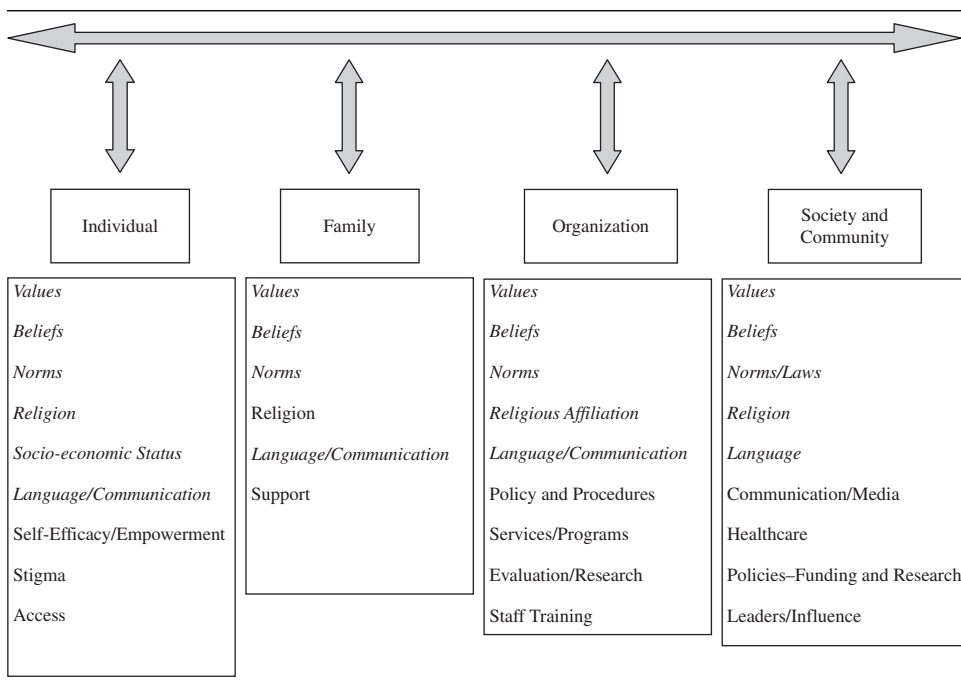 Individual
Family
Organization
Society and
Community
Values
Beliefs
Norms
Religion
Socio-economic Status
Language/Communication
Self-Efficacy/Empowerment
Stigma
Access
Values
Beliefs
Norms
Religion
Language/Communication
Support
Values
Beliefs
Norms
Religious Affiliation
Language/Communication
Policy and Procedures
Services/Programs
Evaluation/Research
Staff Training
Values
Beliefs
Norms/Laws
Religion
Language
Communication/Media
Healthcare
Policies–Funding and Research
Leaders/Influence